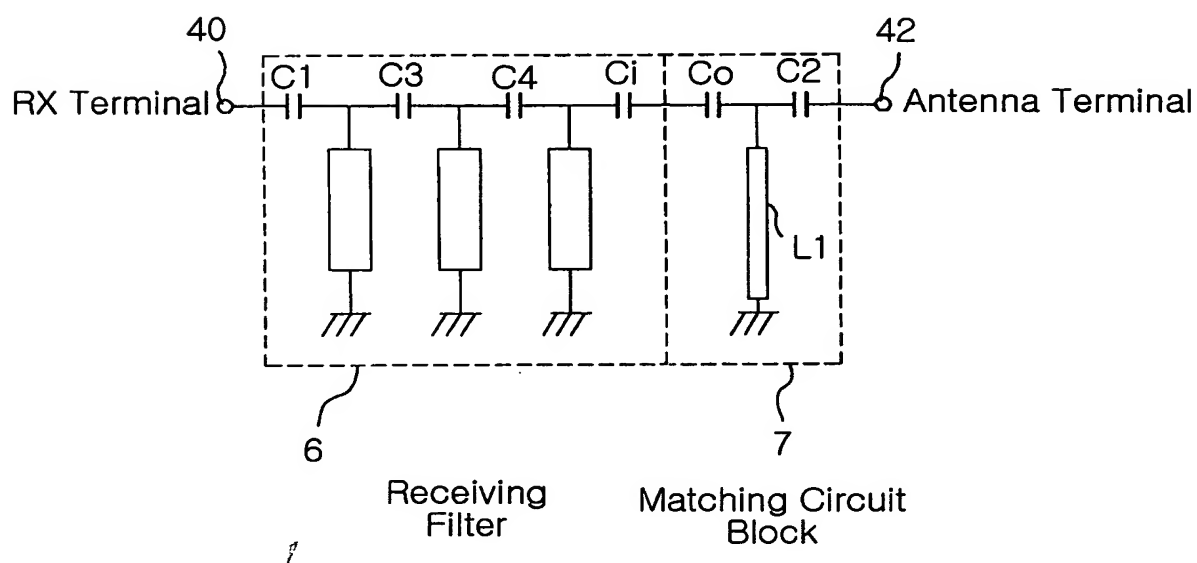 40
42
C1
C3
C4
Ci
Co
C2
RX Terminal
Antenna Terminal
L1
6
7
Receiving
Filter
Matching Circuit
Block